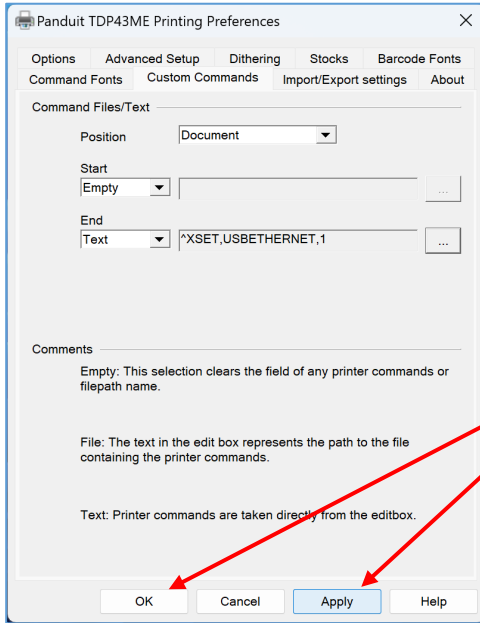 Panduit TDP43ME Printing Preferences
Options Advanced Setup Dithering Stocks Barcode Fonts
Command Fonts Custom Commands Import/Export settings About
Command Files/Text
Position Document
Start
Empty ...
End
Text ^XSET,USBETHERNET,1 ...
Comments
Empty: This selection clears the field of any printer commands or
filepath name.
File: The text in the edit box represents the path to the file
containing the printer commands.
Text: Printer commands are taken directly from the editbox.
OK Cancel Apply Help